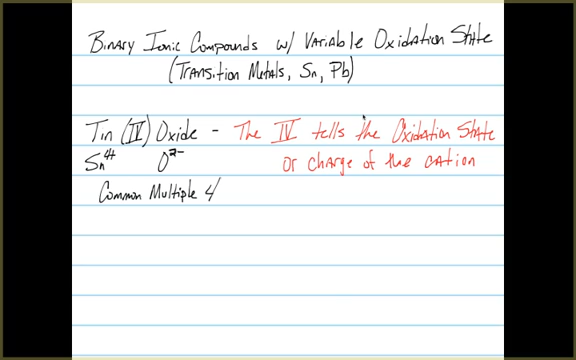 Binary Ionic Compounds w/ Variable Oxidation State
(Transition Metals, Sn, Pb)
Tin (IV) Oxide - The IV tells the Oxidation State
Sn⁴⁺ O²⁻ or charge of the cation
Common Multiple 4